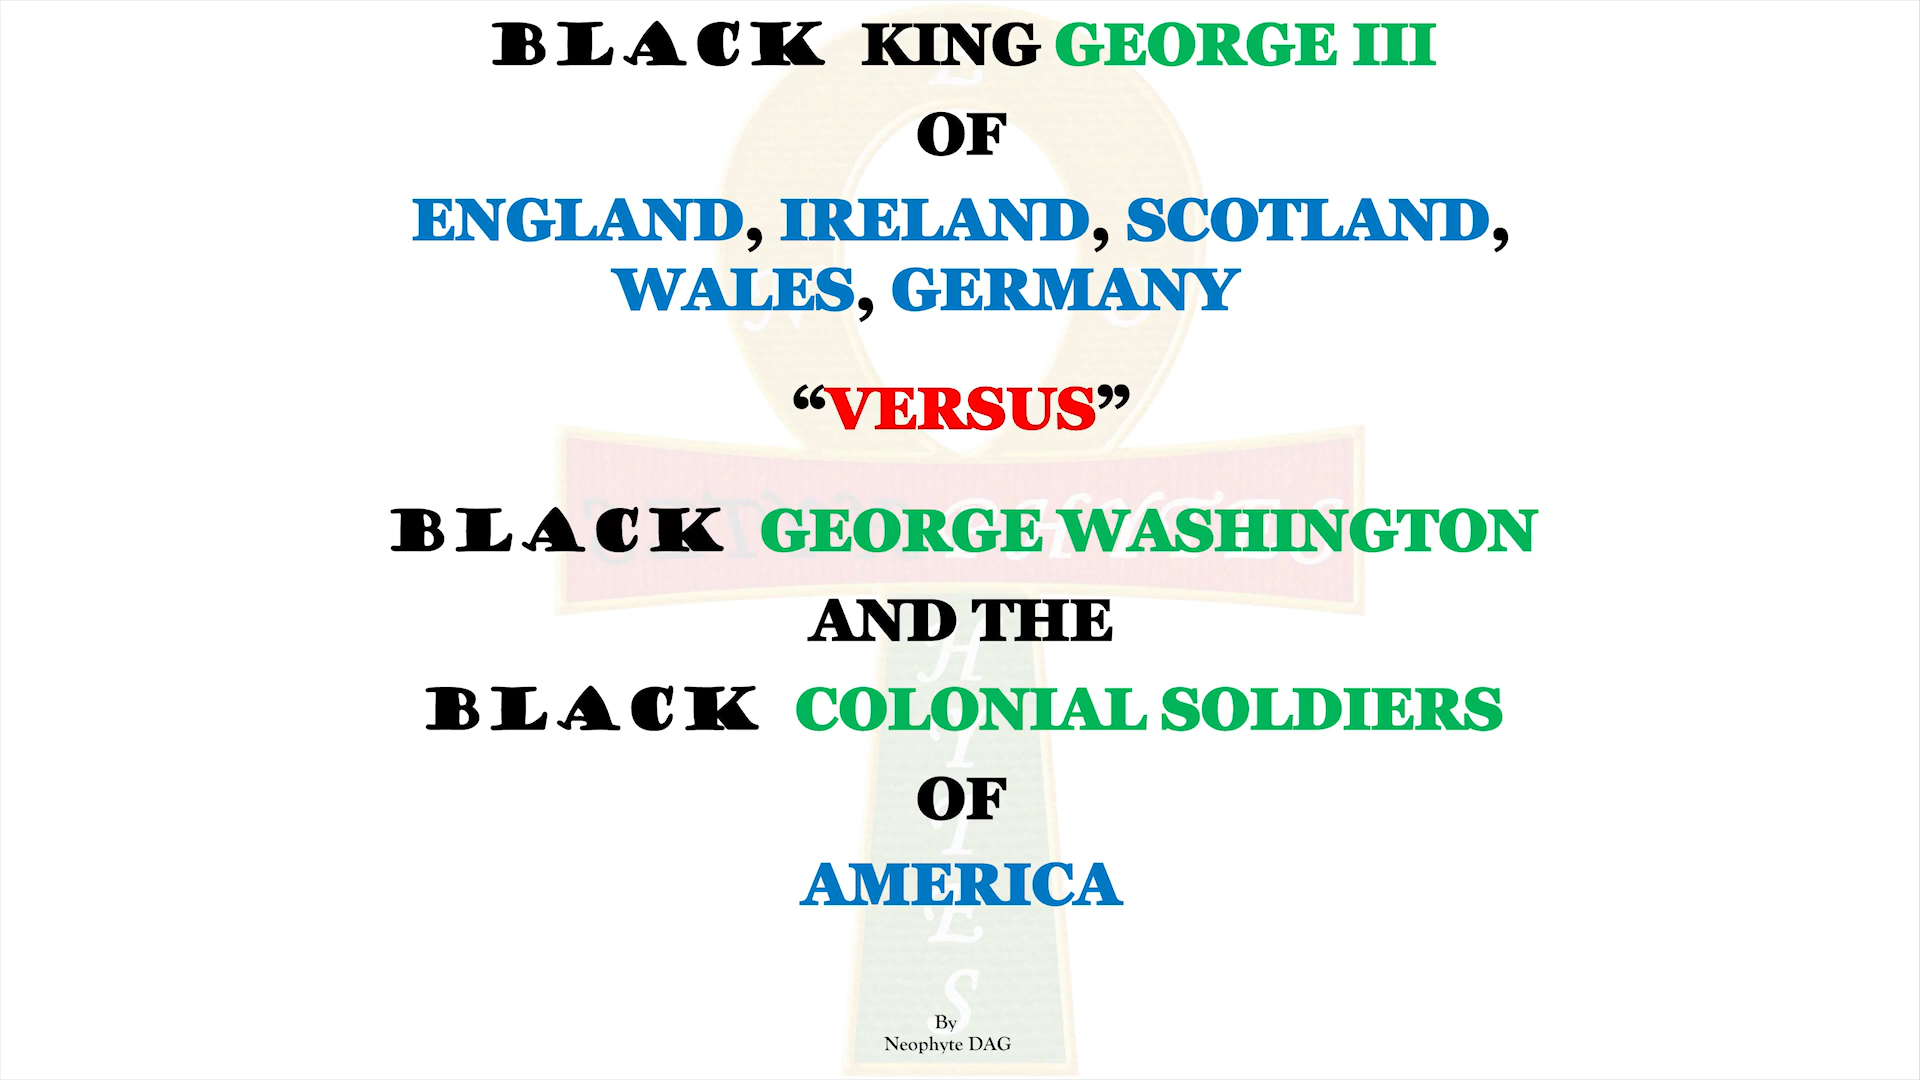 BLACK KING GEORGE III
OF
ENGLAND, IRELAND, SCOTLAND,
WALES, GERMANY
“VERSUS”
BLACK GEORGE WASHINGTON
AND THE
BLACK COLONIAL SOLDIERS
OF
AMERICA
By
Neophyte DAG